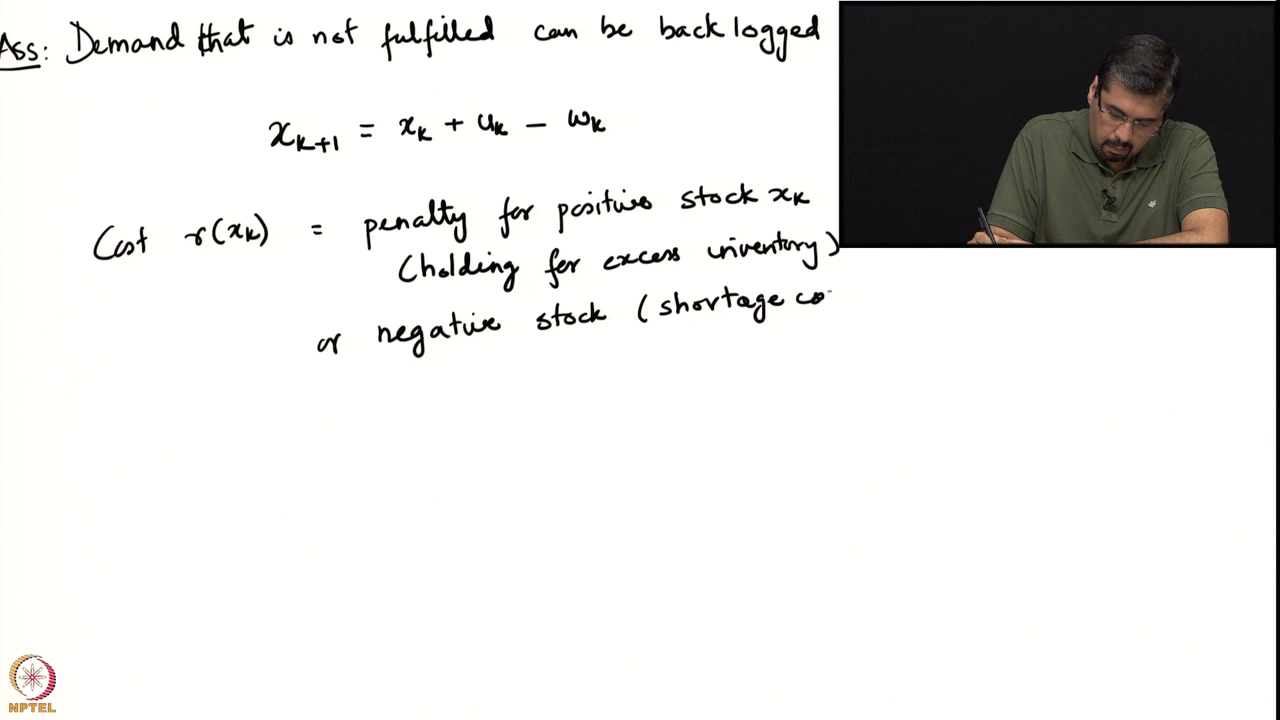 Ass: Demand that is not fulfilled can be backlogged
x_{k+1} = x_k + u_k - w_k
Cost r(x_k) = penalty for positive stock x_k
(holding for excess inventory)
or negative stock (shortage co
NPTEL